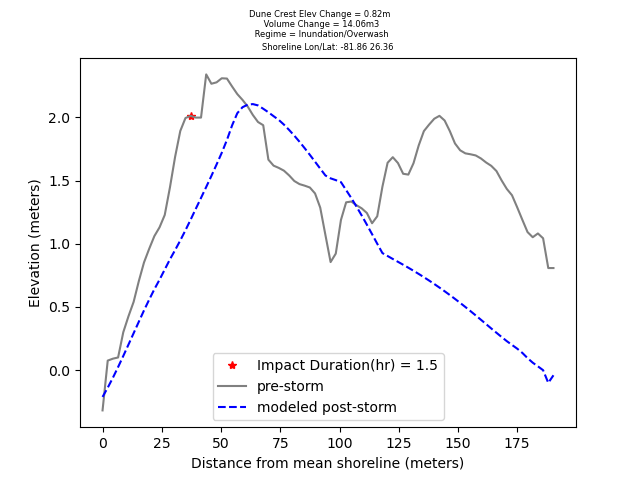 Dune Crest Elev Change = 0.82m
Volume Change = 14.06m3
Regime = Inundation/Overwash
Shoreline Lon/Lat: -81.86 26.36
2.0
1.5
1.0
0.5
0.0
Elevation (meters)
Impact Duration(hr) = 1.5
pre-storm
modeled post-storm
0 25 50 75 100 125 150 175
Distance from mean shoreline (meters)